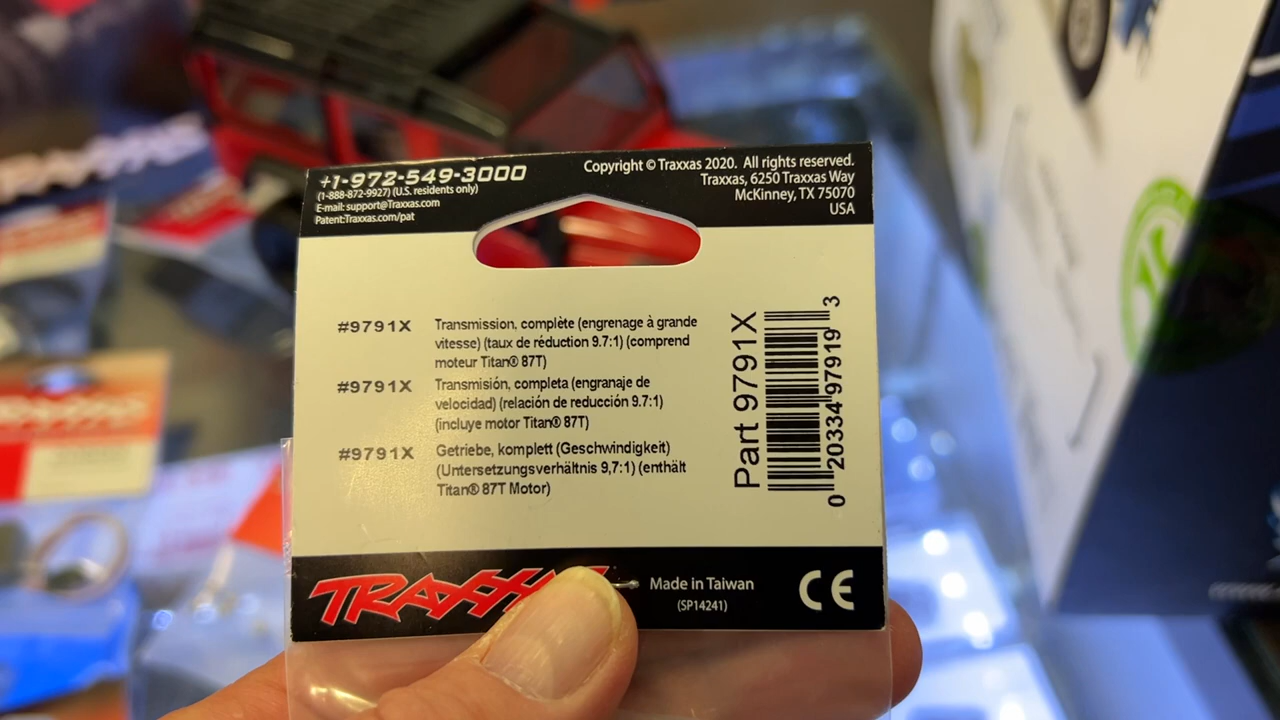 +1-972-549-3000
(1-888-872-9927) (U.S. residents only)
E-mail: support@Traxxas.com
Patent:Traxxas.com/pat
Copyright © Traxxas 2020. All rights reserved.
Traxxas, 6250 Traxxas Way
McKinney, TX 75070
USA
#9791X Transmission, complète (engrenage à grande
vitesse) (taux de réduction 9.7:1) (comprend
moteur Titan® 87T)
#9791X Transmisión, completa (engranaje de
velocidad) (relación de reducción 9.7:1)
(incluye motor Titan® 87T)
#9791X Getriebe, komplett (Geschwindigkeit)
(Untersetzungsverhältnis 9,7:1) (enthält
Titan® 87T Motor)
Part 9791X
0 20334 97919 3
Made in Taiwan
(SP14241)
CE